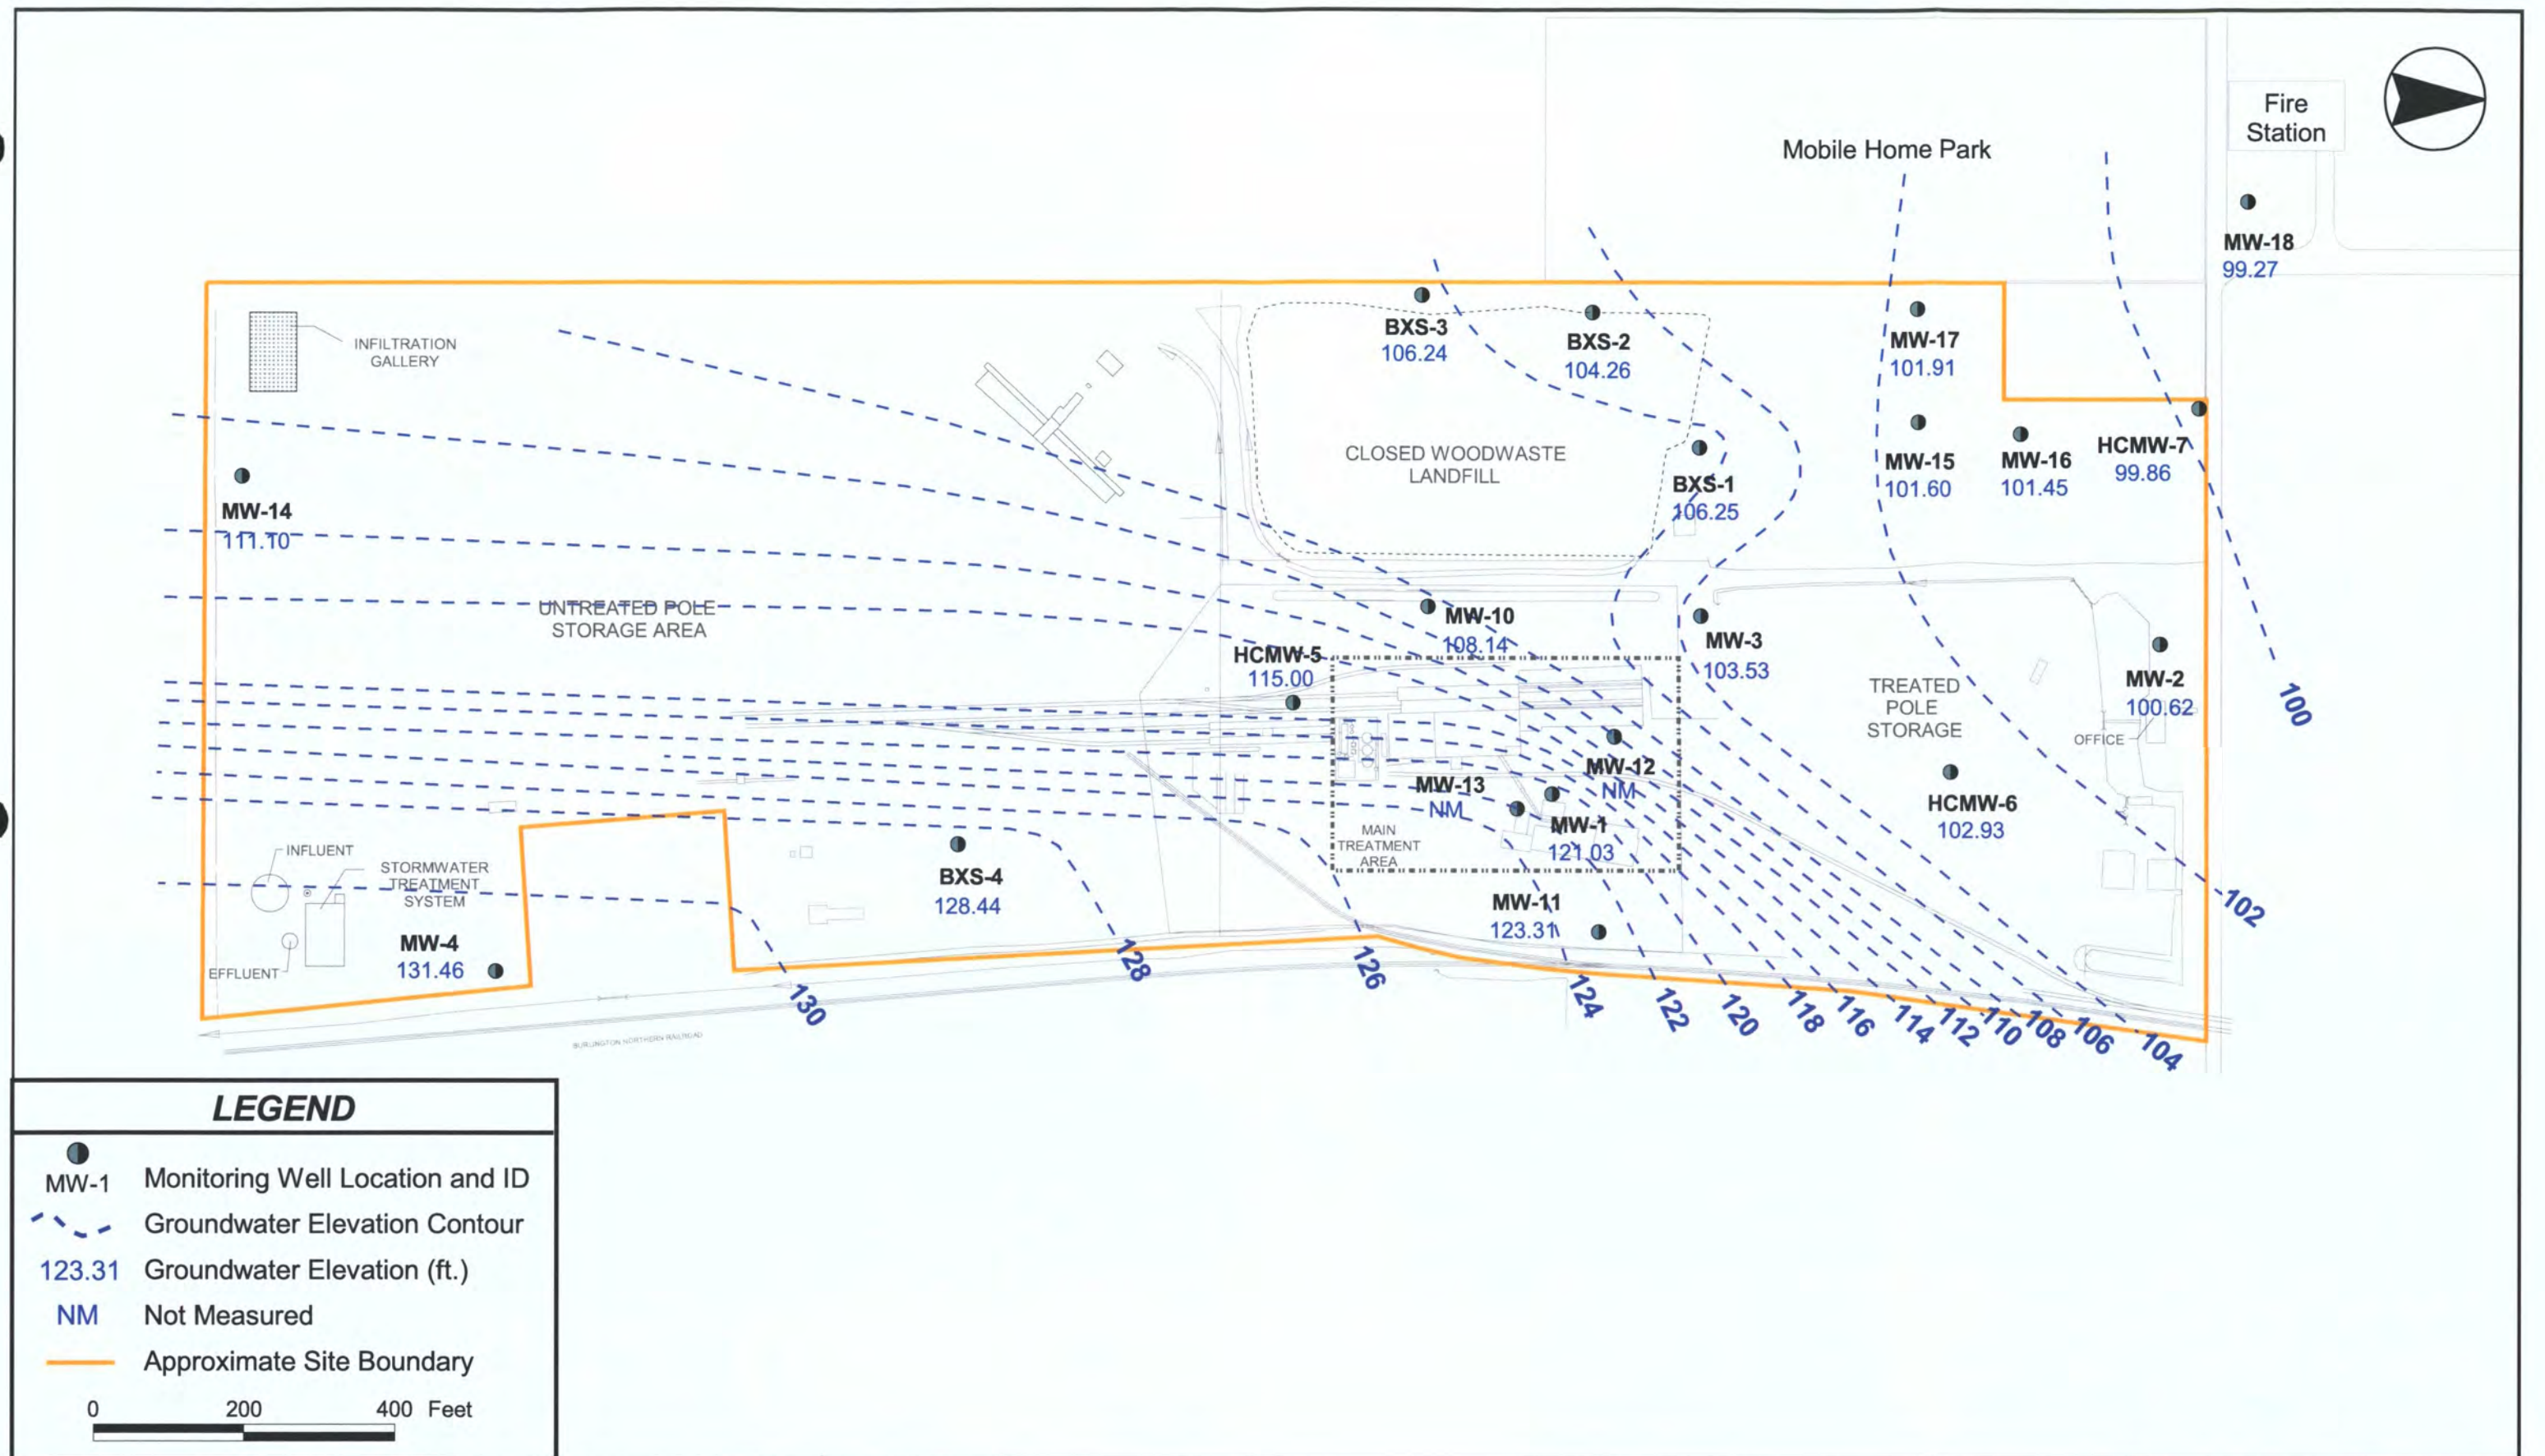 Fire
Station
Mobile Home Park
MW-18
99.27
INFILTRATION
GALLERY
BXS-3
106.24
BXS-2
104.26
MW-17
101.91
CLOSED WOODWASTE
LANDFILL
BXS-1
106.25
MW-15
101.60
MW-16
101.45
HCMW-7
99.86
MW-14
111.10
UNTREATED POLE
STORAGE AREA
MW-10
108.14
HCMW-5
115.00
MW-3
103.53
TREATED
POLE
STORAGE
MW-2
100.62
OFFICE
100
MW-12
NM
MW-13
NM
MW-1
121.03
MAIN
TREATMENT
AREA
HCMW-6
102.93
INFLUENT
STORMWATER
TREATMENT
SYSTEM
BXS-4
128.44
MW-11
123.31
102
MW-4
131.46
EFFLUENT
130
128
126
124
122
120
118
116
114
112
110
108
106
104
BURLINGTON NORTHERN RAILROAD
LEGEND
MW-1 Monitoring Well Location and ID
Groundwater Elevation Contour
123.31 Groundwater Elevation (ft.)
NM Not Measured
Approximate Site Boundary
0 200 400 Feet